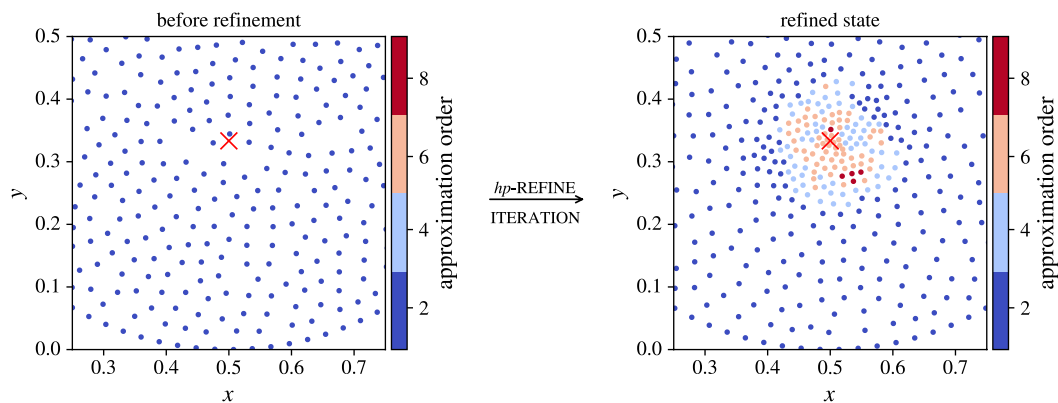 before refinement
0.5
0.4
0.3
0.2
0.1
0.0
y
0.3 0.4 0.5 0.6 0.7
x
8
6
4
2
approximation order
hp-REFINE
ITERATION
refined state
0.5
0.4
0.3
0.2
0.1
0.0
y
0.3 0.4 0.5 0.6 0.7
x
8
6
4
2
approximation order